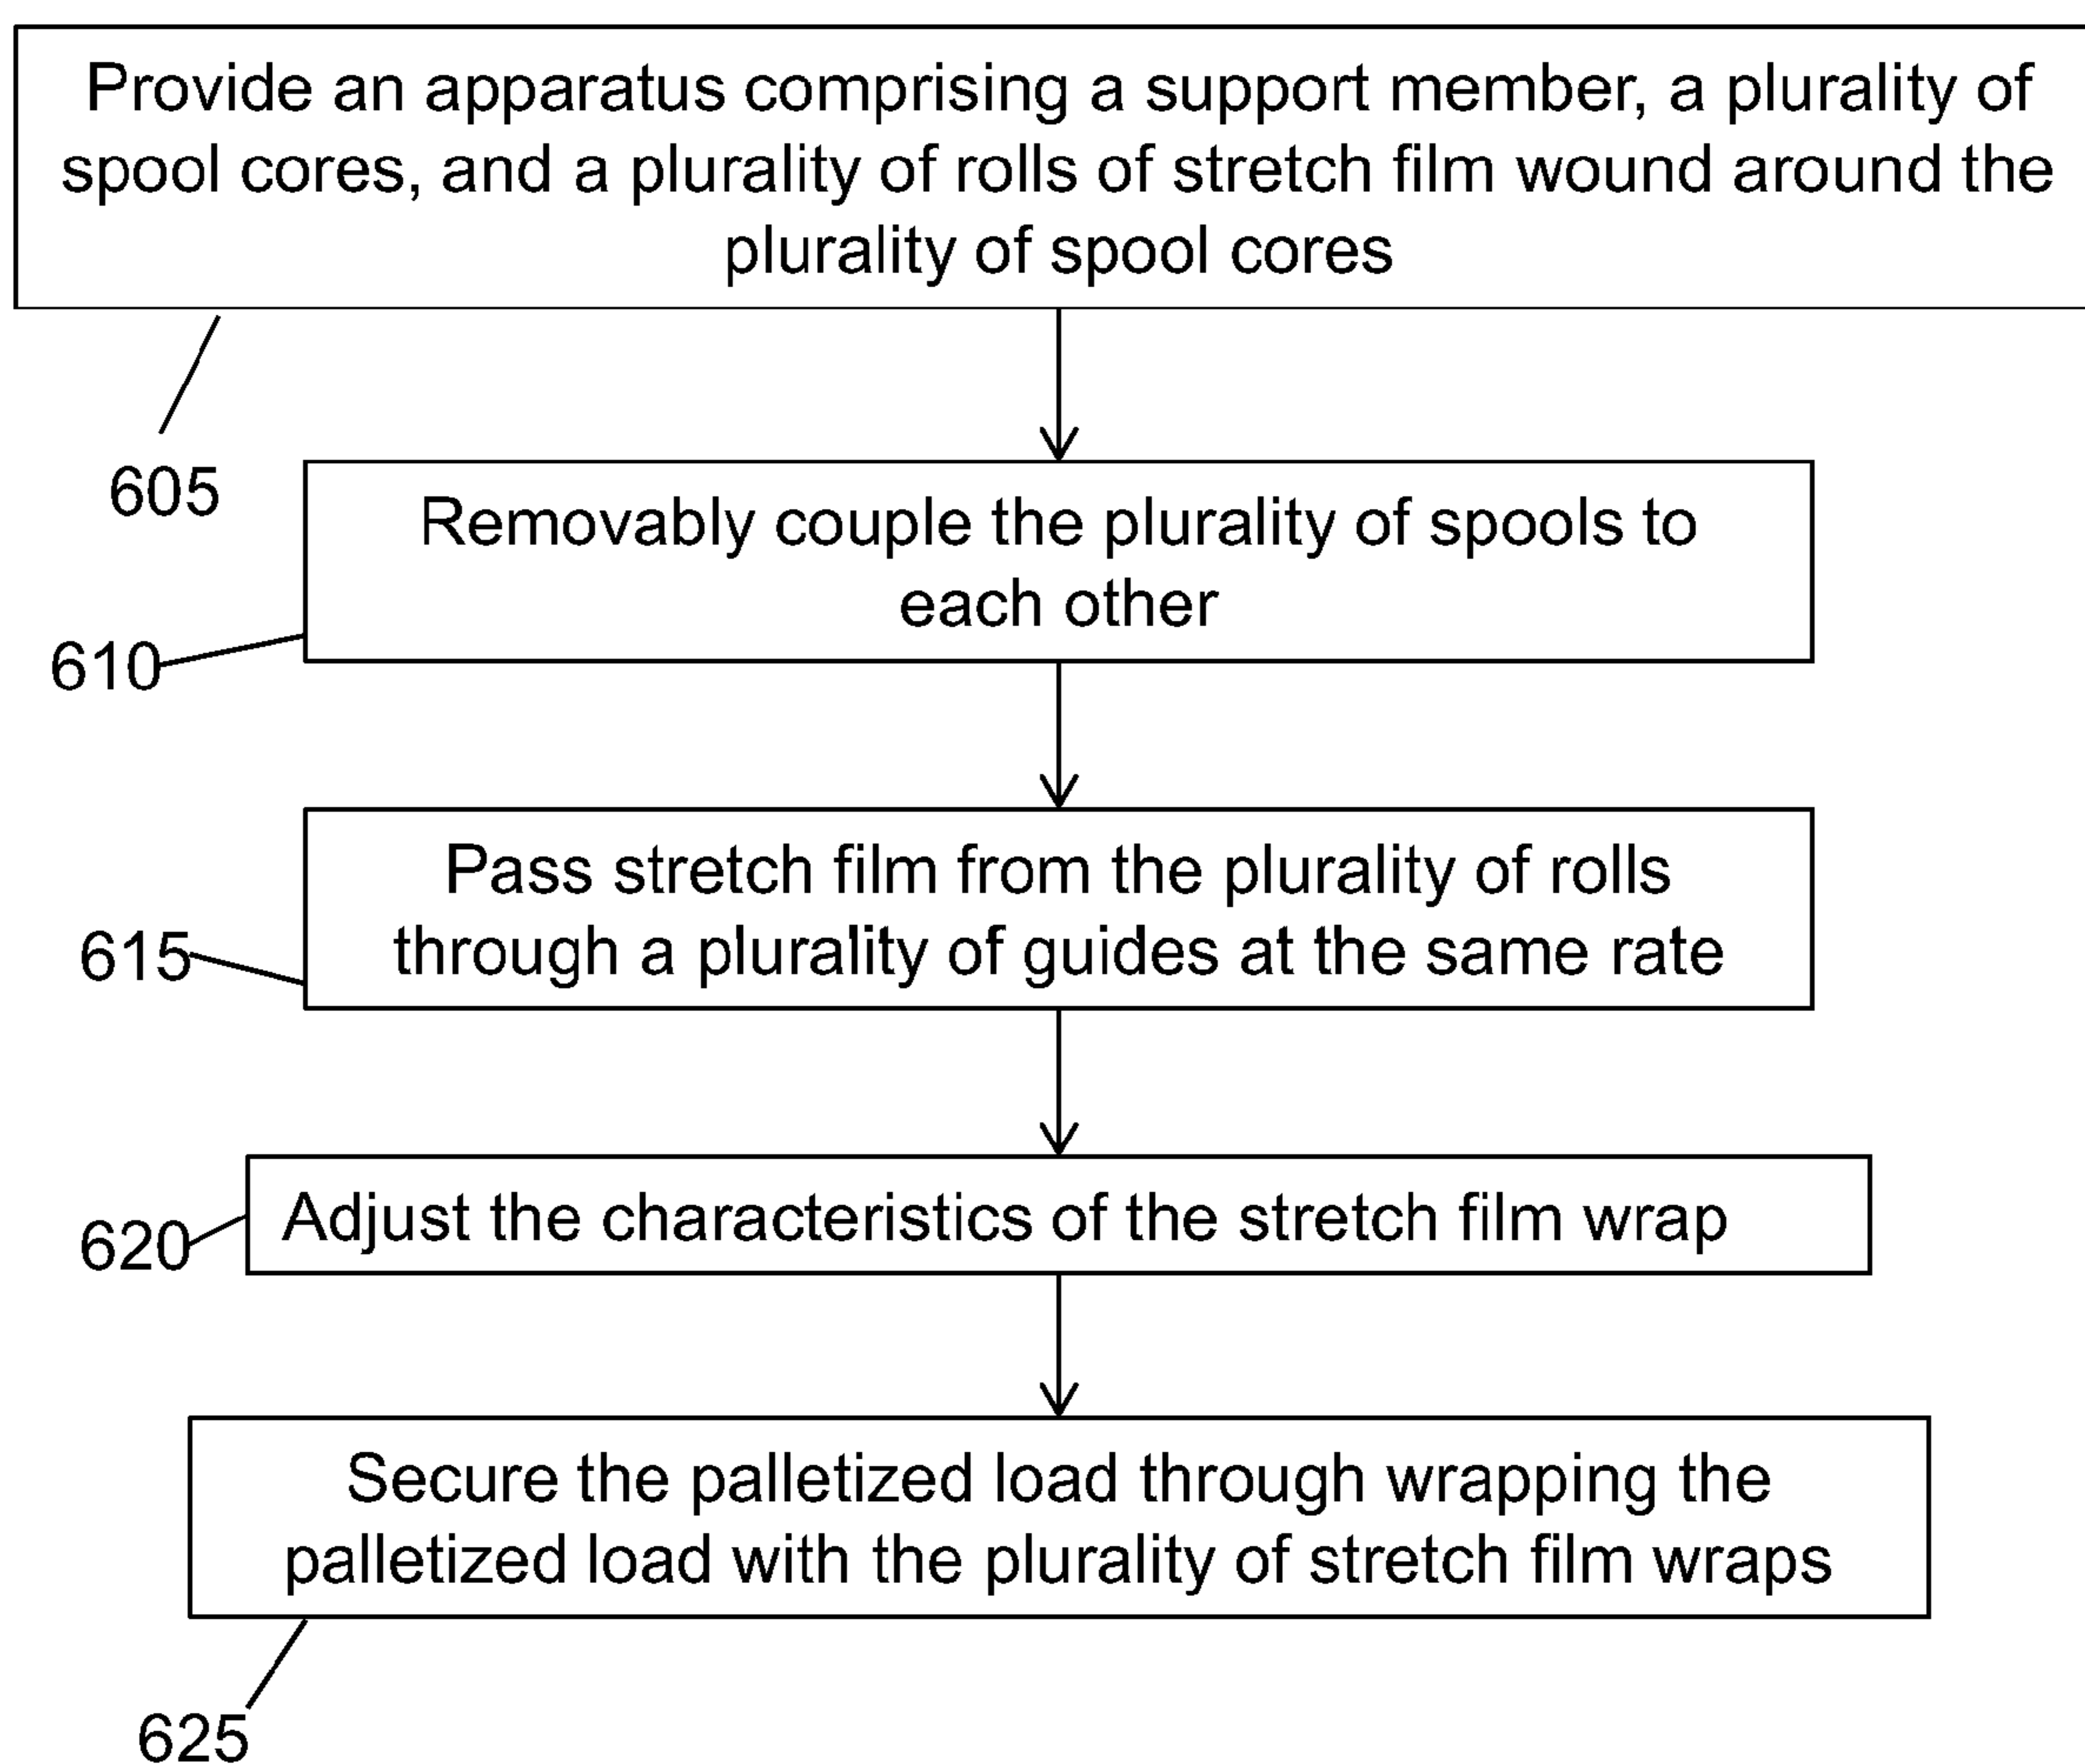 Provide an apparatus comprising a support member, a plurality of
spool cores, and a plurality of rolls of stretch film wound around the
plurality of spool cores
605
Removably couple the plurality of spools to
each other
610
Pass stretch film from the plurality of rolls
through a plurality of guides at the same rate
615
Adjust the characteristics of the stretch film wrap
620
Secure the palletized load through wrapping the
palletized load with the plurality of stretch film wraps
625